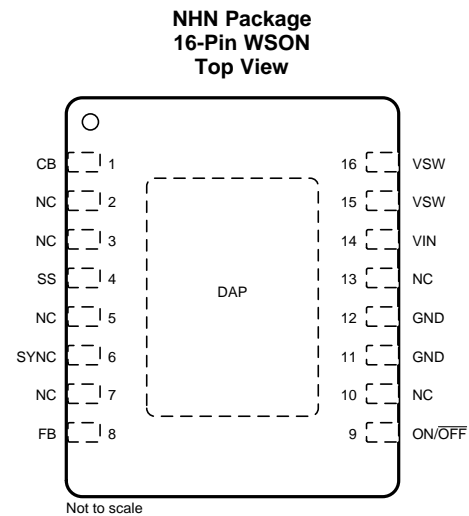 NHN Package
16-Pin WSON
Top View
CB 1 16 VSW
NC 2 15 VSW
NC 3 14 VIN
SS 4 13 NC
DAP
NC 5 12 GND
SYNC 6 11 GND
NC 7 10 NC
FB 8 9 ON/OFF
Not to scale